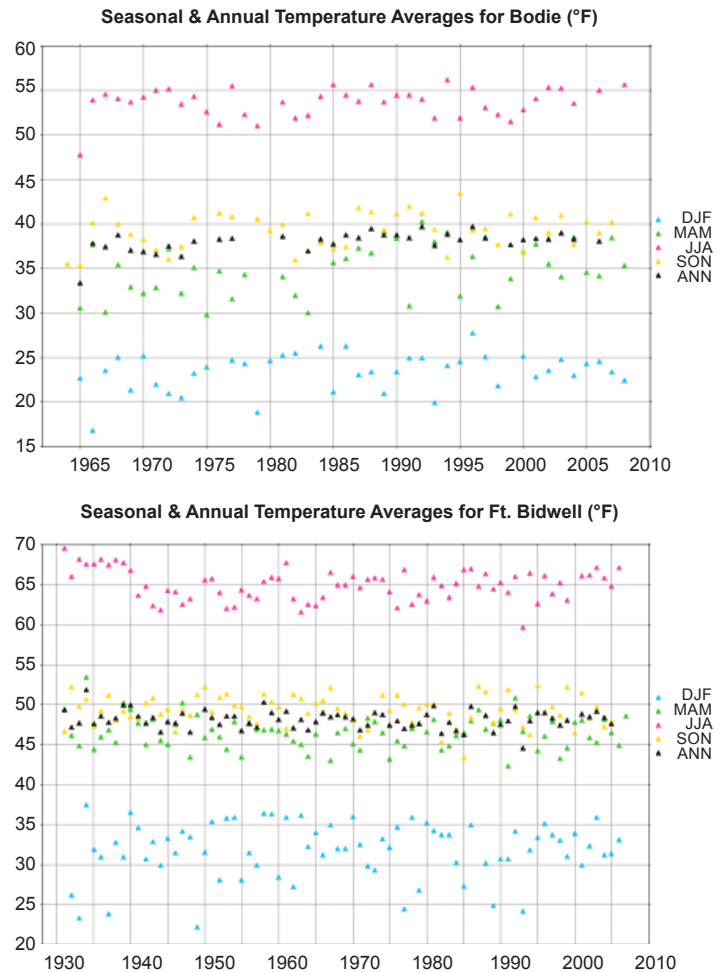 Seasonal & Annual Temperature Averages for Bodie (°F)
60
55
50
45
40
35
30
25
20
15
1965 1970 1975 1980 1985 1990 1995 2000 2005 2010
DJF
MAM
JJA
SON
ANN
Seasonal & Annual Temperature Averages for Ft. Bidwell (°F)
70
65
60
55
50
45
40
35
30
25
20
1930 1940 1950 1960 1970 1980 1990 2000 2010
DJF
MAM
JJA
SON
ANN